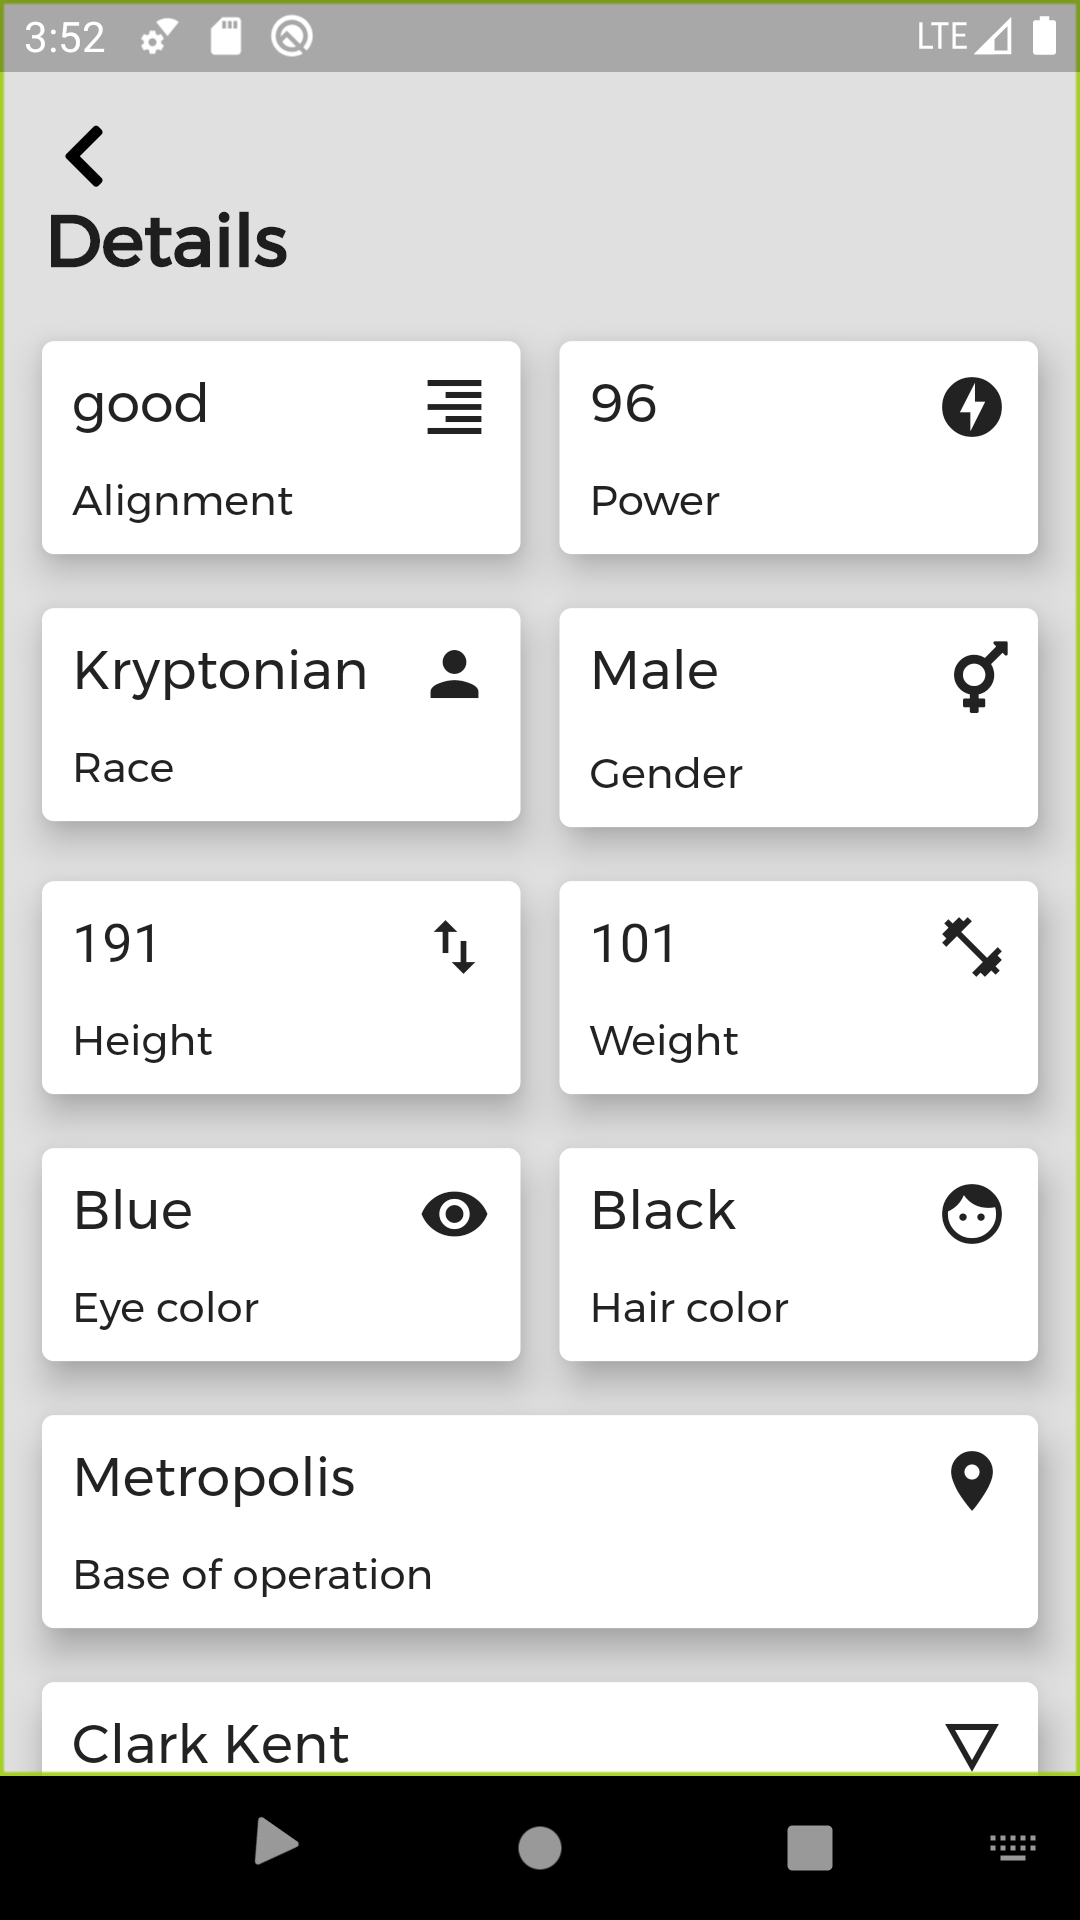 3:52 LTE
Details
good
Alignment
96
Power
Kryptonian
Race
Male
Gender
191
Height
101
Weight
Blue
Eye color
Black
Hair color
Metropolis
Base of operation
Clark Kent